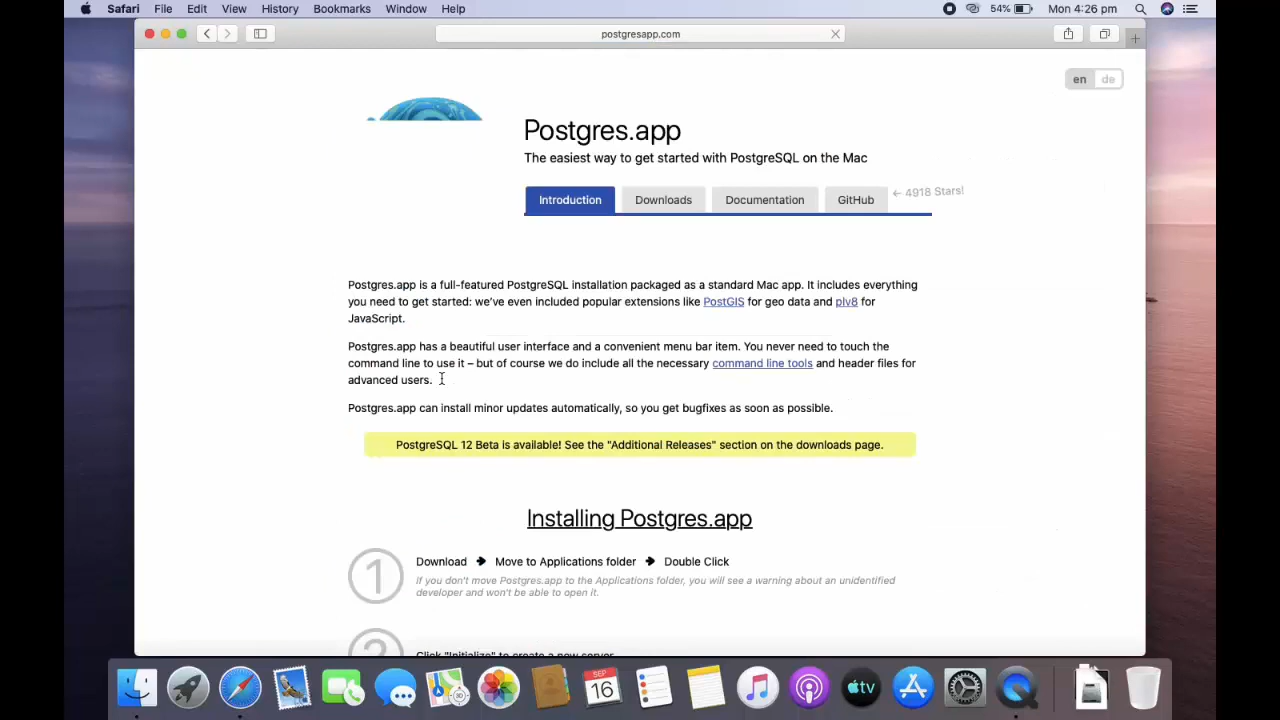 Safari File Edit View History Bookmarks Window Help 54% Mon 4:26 pm
postgresapp.com
en de
Postgres.app
The easiest way to get started with PostgreSQL on the Mac
Introduction Downloads Documentation GitHub ← 4918 Stars!
Postgres.app is a full-featured PostgreSQL installation packaged as a standard Mac app. It includes everything
you need to get started: we’ve even included popular extensions like PostGIS for geo data and plv8 for
JavaScript.
Postgres.app has a beautiful user interface and a convenient menu bar item. You never need to touch the
command line to use it – but of course we do include all the necessary command line tools and header files for
advanced users.
Postgres.app can install minor updates automatically, so you get bugfixes as soon as possible.
PostgreSQL 12 Beta is available! See the "Additional Releases" section on the downloads page.
Installing Postgres.app
1 Download → Move to Applications folder → Double Click
If you don't move Postgres.app to the Applications folder, you will see a warning about an unidentified
developer and won't be able to open it.
2 Click "Initialize" to create a new server
SEP
16
tv